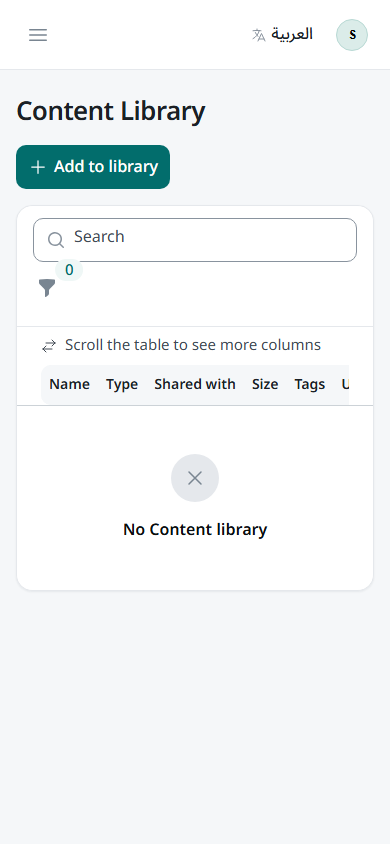 العربية
S
Content Library
Add to library
Search
0
Scroll the table to see more columns
Name Type Shared with Size Tags
No Content library